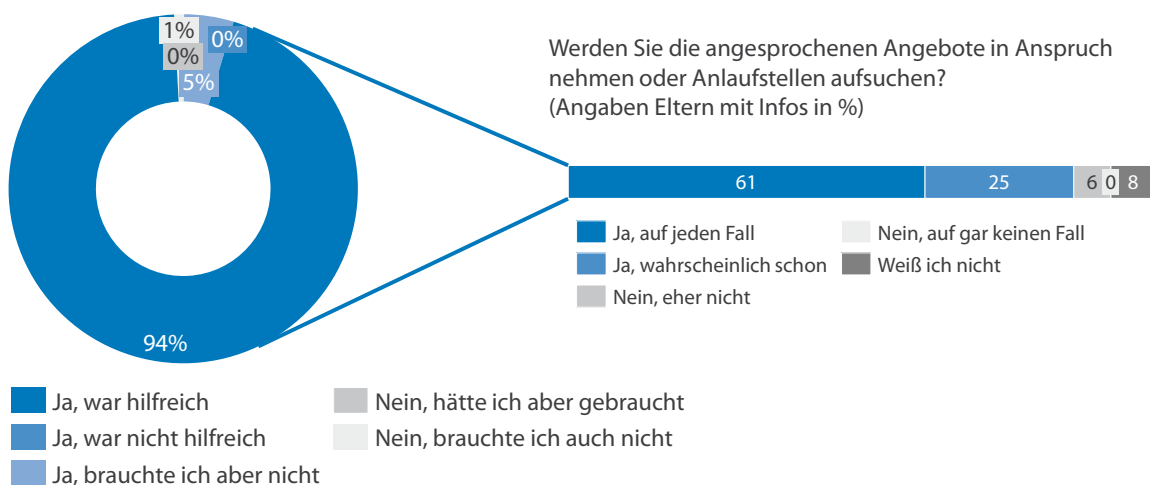 1%
0%
0%
5%
94%
Werden Sie die angesprochenen Angebote in Anspruch
nehmen oder Anlaufstellen aufsuchen?
(Angaben Eltern mit Infos in %)
61 25 6 0 8
Ja, auf jeden Fall
Ja, wahrscheinlich schon
Nein, eher nicht
Nein, auf gar keinen Fall
Weiß ich nicht
Ja, war hilfreich
Ja, war nicht hilfreich
Ja, brauchte ich aber nicht
Nein, hätte ich aber gebraucht
Nein, brauchte ich auch nicht